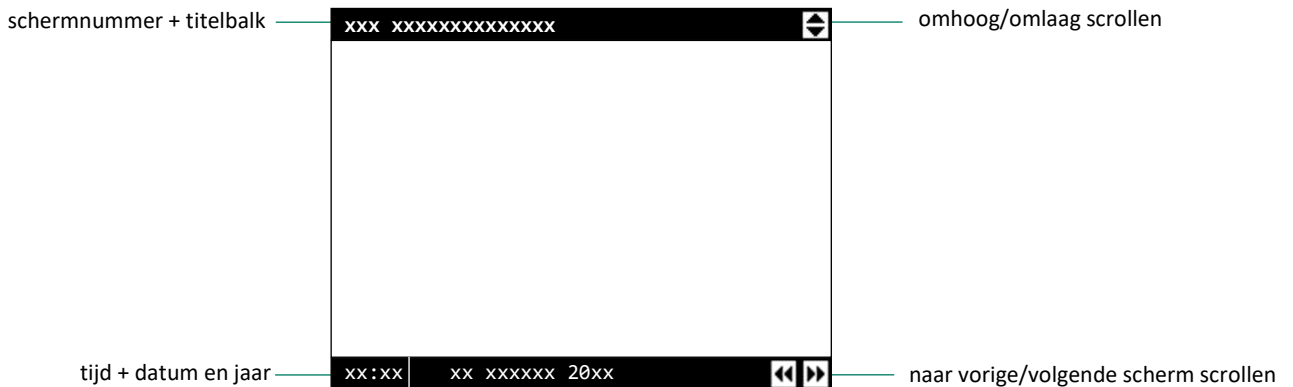 schermnummer + titelbalk
xxx xxxxxxxxxxxxxx
omhoog/omlaag scrollen
tijd + datum en jaar
xx:xx xx xxxxxx 20xx
naar vorige/volgende scherm scrollen